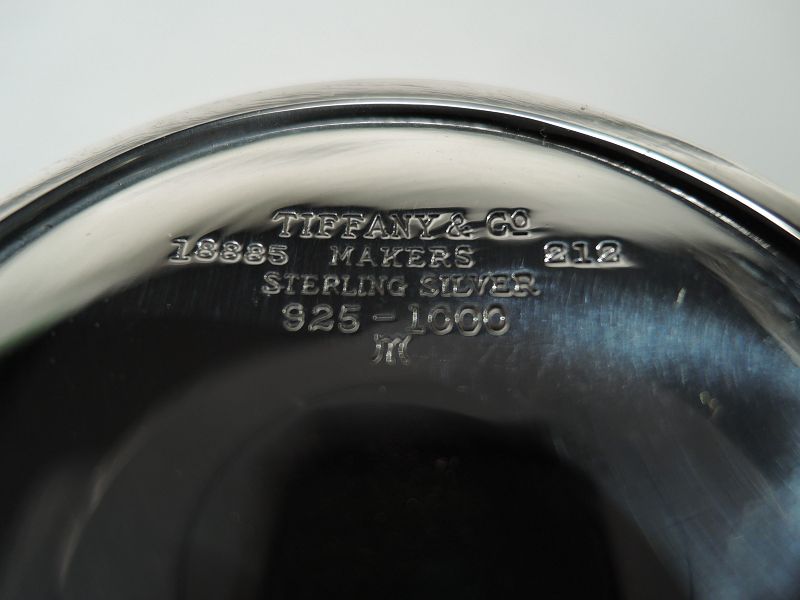 TIFFANY & Co
18885 MAKERS 212
STERLING SILVER
925-1000
m